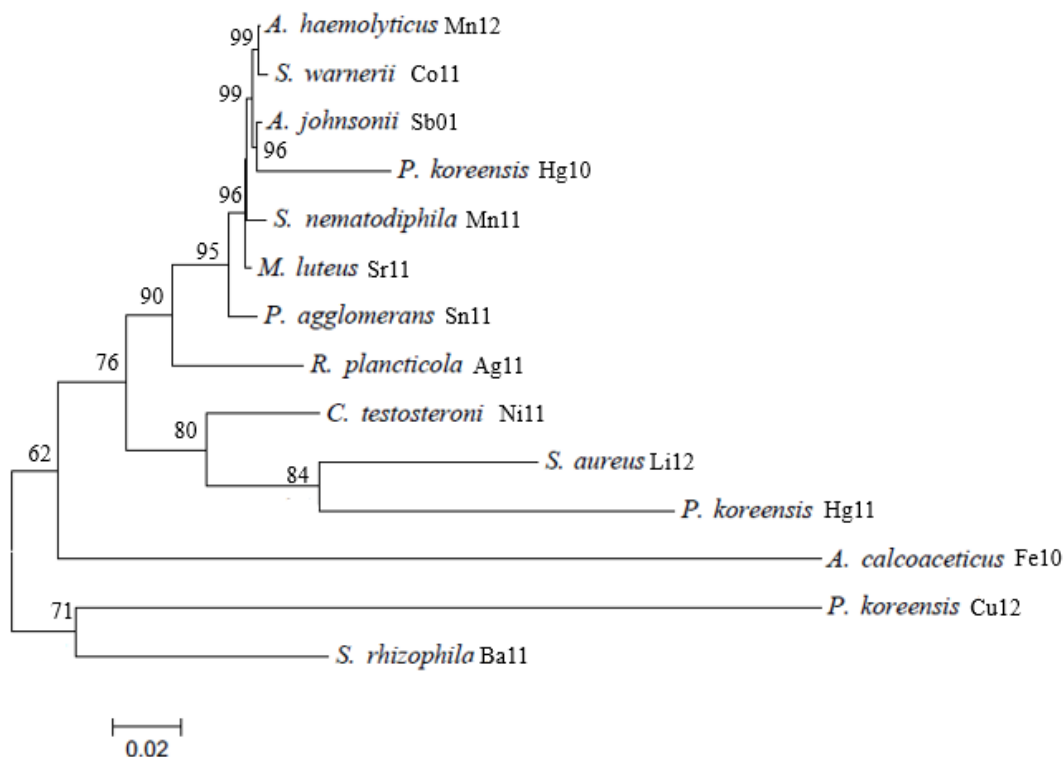 99
A. haemolyticus Mn12
S. warnerii Co11
99
A. johnsonii Sb01
96
P. koreensis Hg10
96
S. nematodiphila Mn11
95
M. luteus Sr11
90
P. agglomerans Sn11
76
R. plancticola Ag11
C. testosteroni Ni11
80
62
S. aureus Li12
84
P. koreensis Hg11
A. calcoaceticus Fe10
71
P. koreensis Cu12
S. rhizophila Ba11
0.02